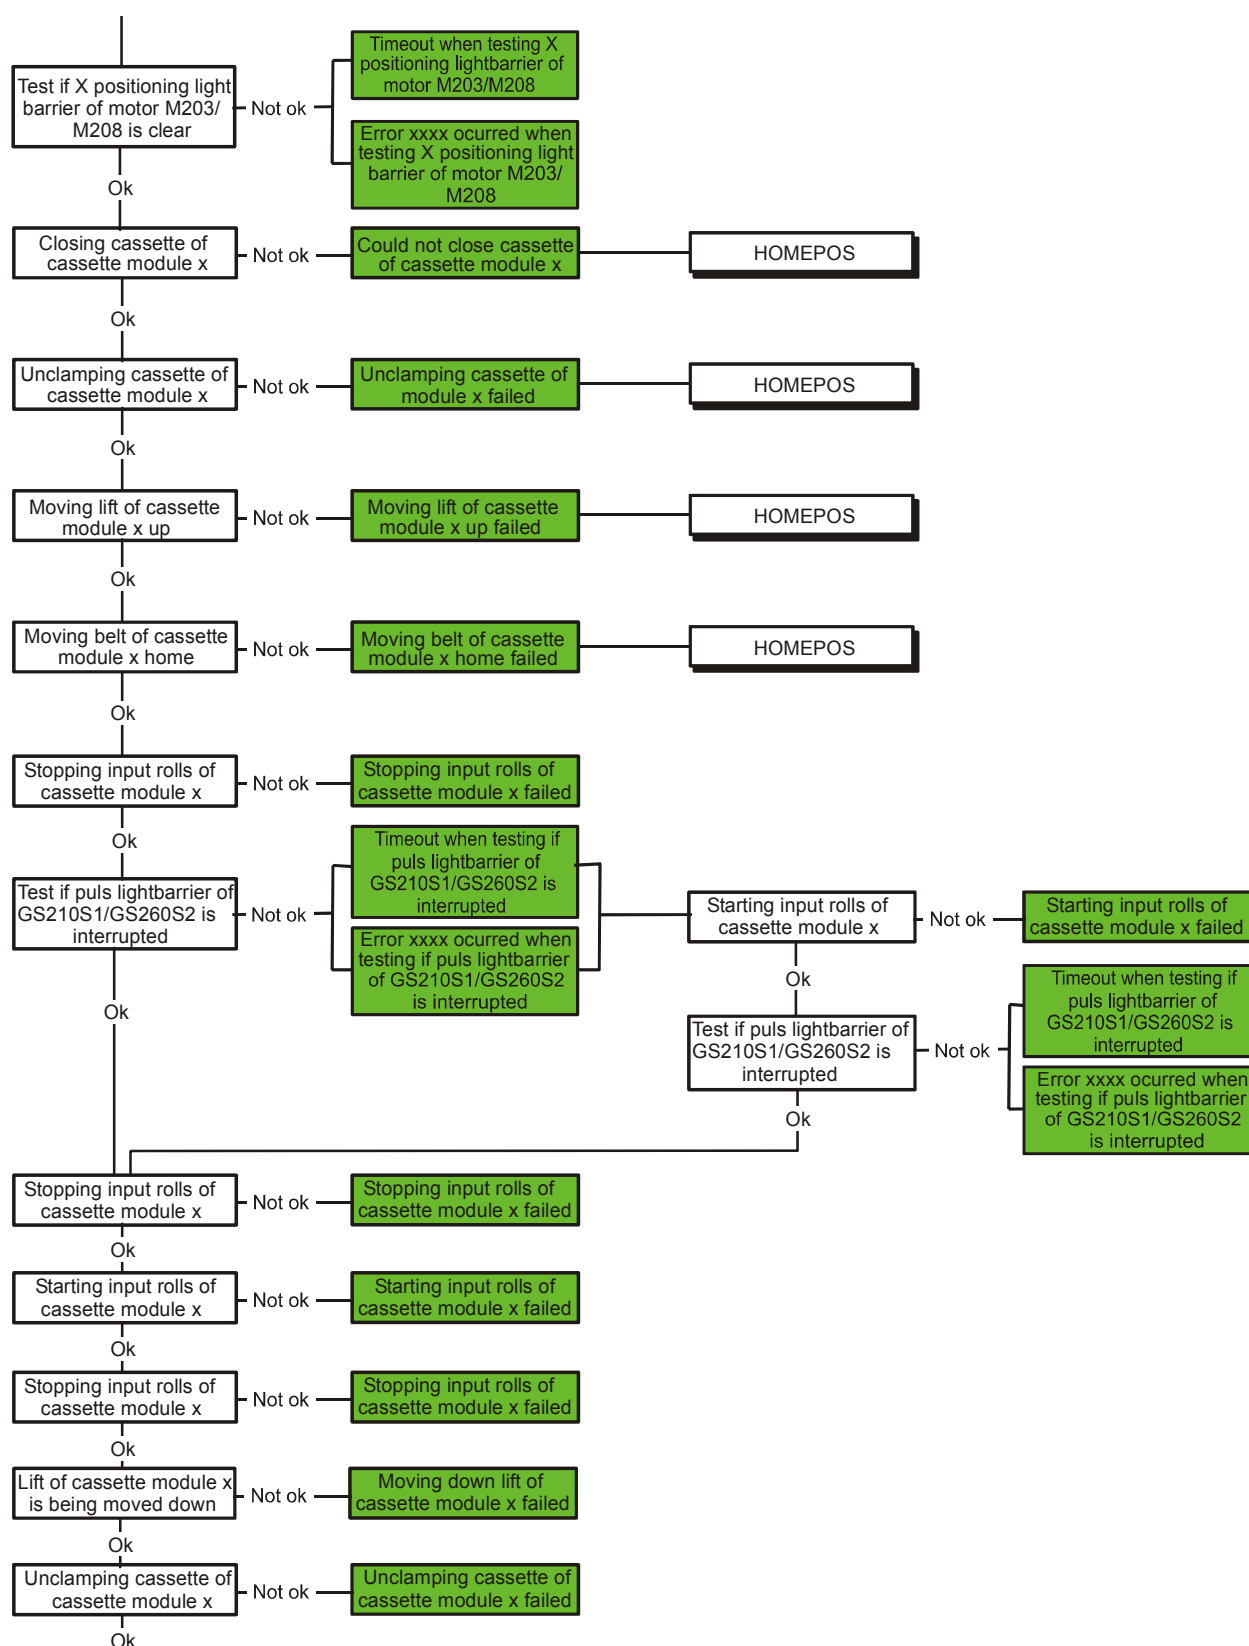 Timeout when testing X
positioning lightbarrier of
motor M203/M208
Test if X positioning light
barrier of motor M203/
M208 is clear
Not ok
Error xxxx ocurred when
testing X positioning light
barrier of motor M203/
M208
Ok
Closing cassette of
cassette module x
Not ok
Could not close cassette
of cassette module x
HOMEPOS
Ok
Unclamping cassette of
cassette module x
Not ok
Unclamping cassette of
module x failed
HOMEPOS
Ok
Moving lift of cassette
module x up
Not ok
Moving lift of cassette
module x up failed
HOMEPOS
Ok
Moving belt of cassette
module x home
Not ok
Moving belt of cassette
module x home failed
HOMEPOS
Ok
Stopping input rolls of
cassette module x
Not ok
Stopping input rolls of
cassette module x failed
Ok
Timeout when testing if
puls lightbarrier of
GS210S1/GS260S2 is
interrupted
Test if puls lightbarrier of
GS210S1/GS260S2 is
interrupted
Not ok
Error xxxx ocurred when
testing if puls lightbarrier
of GS210S1/GS260S2
is interrupted
Starting input rolls of
cassette module x
Not ok
Starting input rolls of
cassette module x failed
Ok
Ok
Timeout when testing if
puls lightbarrier of
GS210S1/GS260S2 is
interrupted
Test if puls lightbarrier of
GS210S1/GS260S2 is
interrupted
Not ok
Error xxxx ocurred when
testing if puls lightbarrier
of GS210S1/GS260S2
is interrupted
Ok
Stopping input rolls of
cassette module x
Not ok
Stopping input rolls of
cassette module x failed
Ok
Starting input rolls of
cassette module x
Not ok
Starting input rolls of
cassette module x failed
Ok
Stopping input rolls of
cassette module x
Not ok
Stopping input rolls of
cassette module x failed
Ok
Lift of cassette module x
is being moved down
Not ok
Moving down lift of
cassette module x failed
Ok
Unclamping cassette of
cassette module x
Not ok
Unclamping cassette of
cassette module x failed
Ok